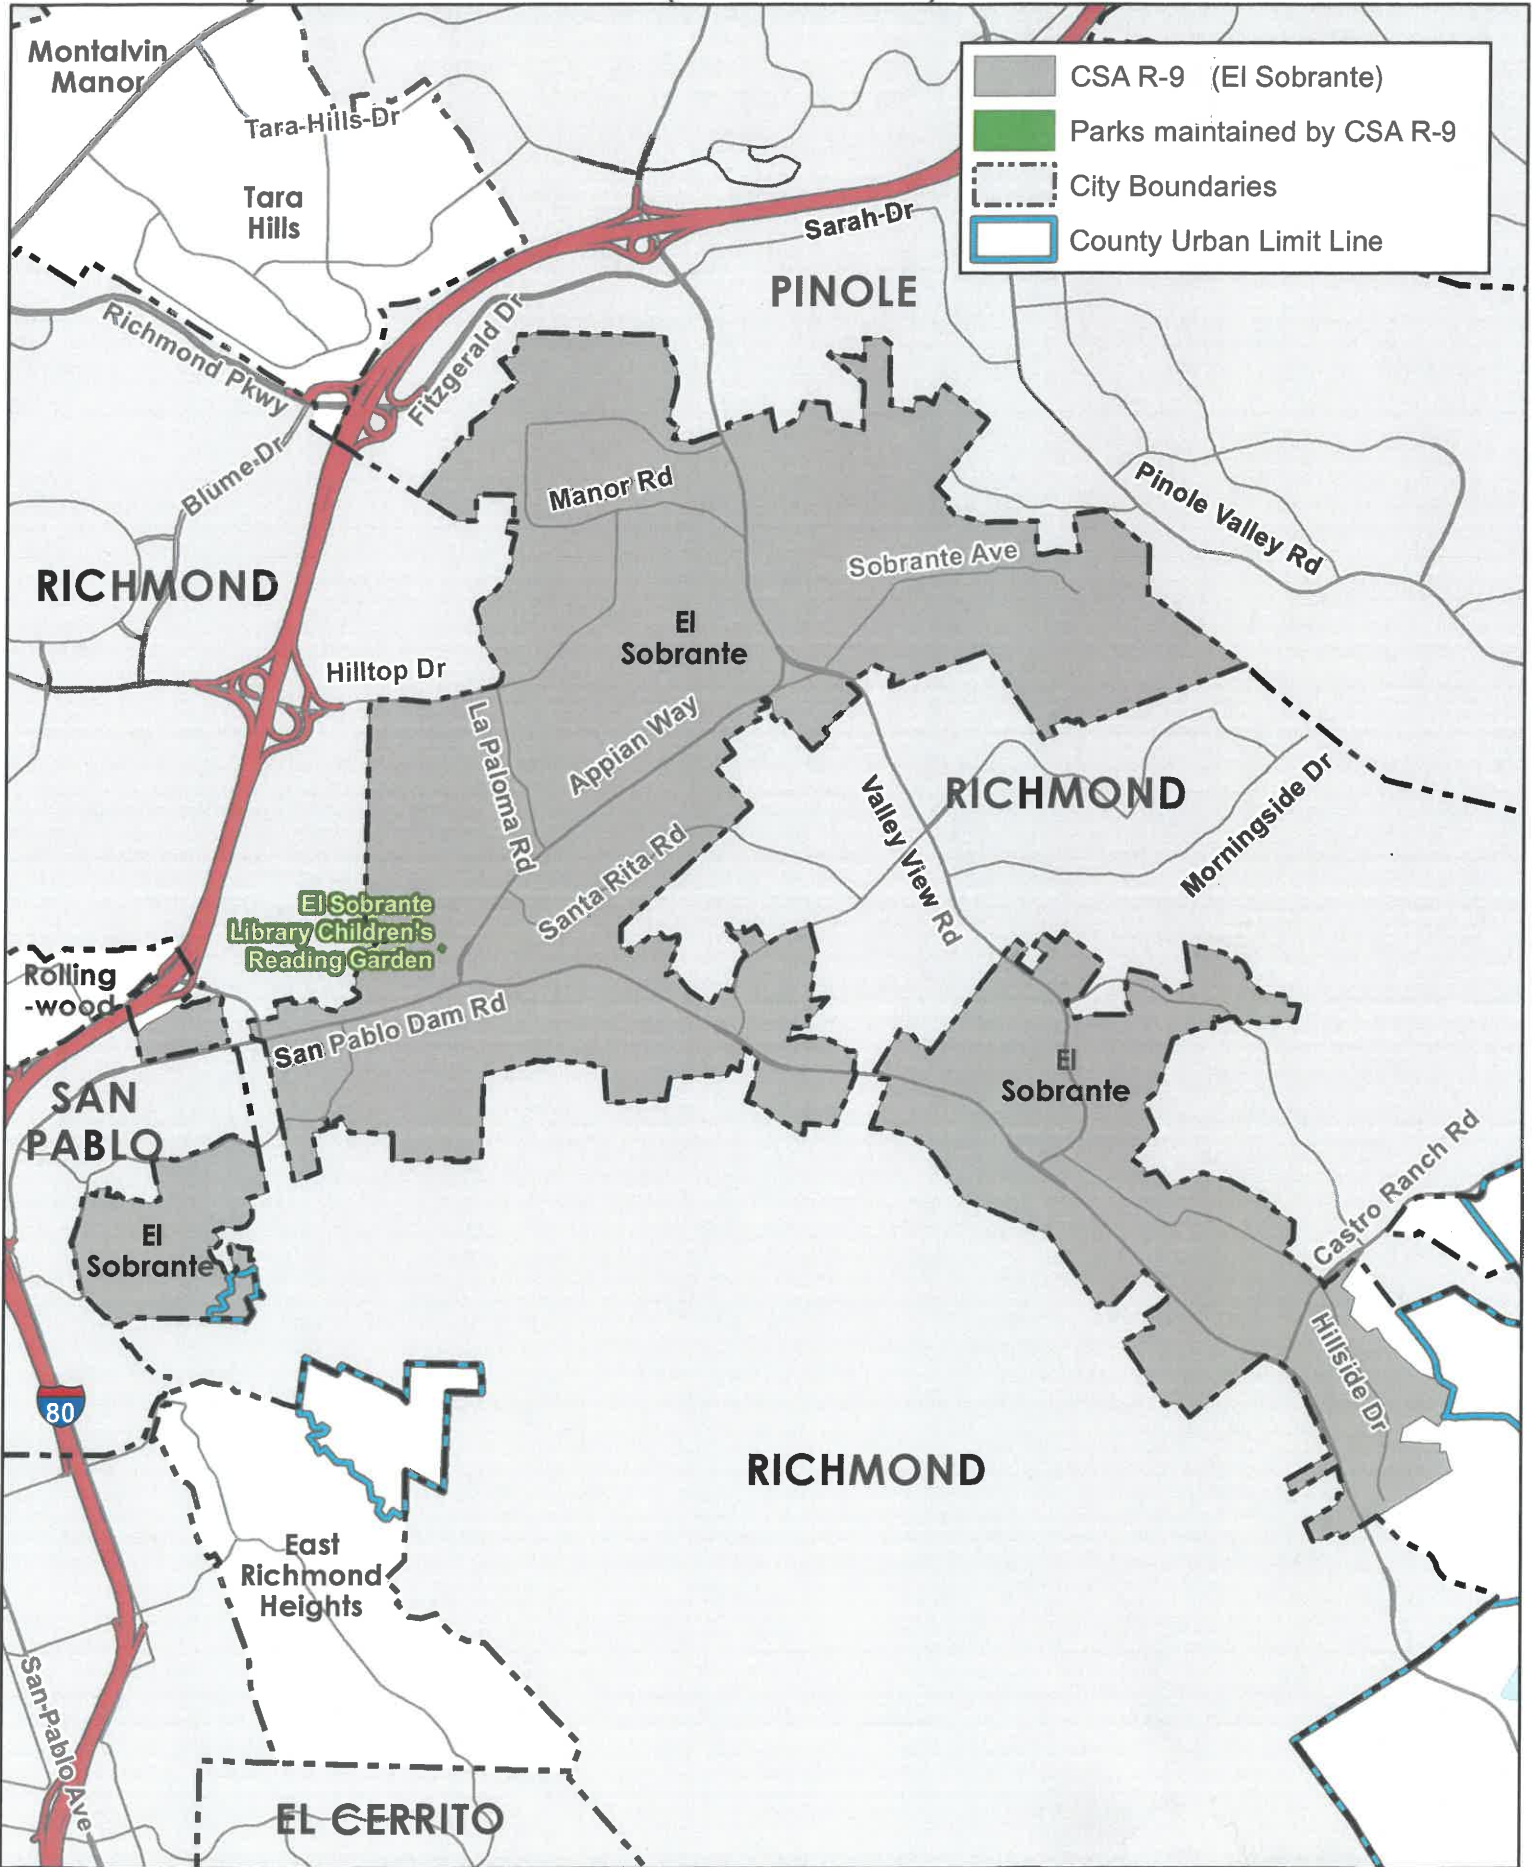 Montalvin
Manor
Tara-Hills-Dr
Tara
Hills
CSA R-9 (El Sobrante)
Parks maintained by CSA R-9
City Boundaries
County Urban Limit Line
Sarah-Dr
PINOLE
Richmond Pkwy
Fitzgerald Dr
Blume-Dr
Manor Rd
Pinole Valley Rd
Sobrante Ave
RICHMOND
El
Sobrante
Hilltop Dr
La Paloma Rd
Appian Way
Valley View Rd
RICHMOND
Morningside Dr
Santa Rita Rd
El Sobrante
Library Children's
Reading Garden
Rolling
-wood
San Pablo Dam Rd
El
Sobrante
SAN
PABLO
Castro Ranch Rd
El
Sobrante
Hillside Dr
80
RICHMOND
East
Richmond
Heights
San-Pablo Ave
EL CERRITO